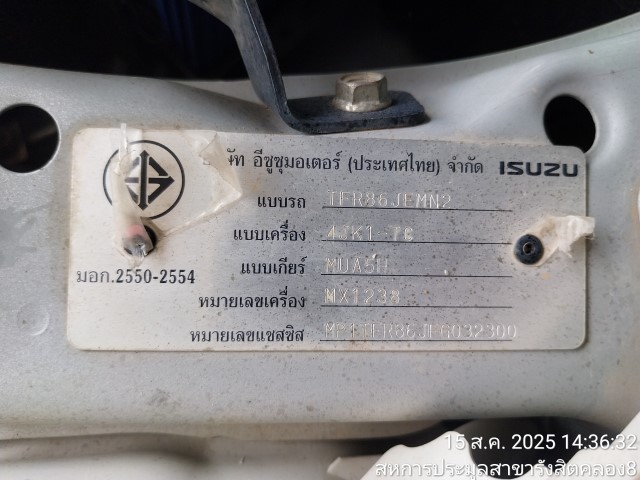 ษัท อีซูซุมอเตอร์ (ประเทศไทย) จำกัด ISUZU
แบบรถ TFR86JEMN2
แบบเครื่อง 4JK1 TC
แบบเกียร์ MUA5H
มอก.2550-2554
หมายเลขเครื่อง MX1238
หมายเลขแชสซิส
15 ส.ค. 2025 14:36:32
สหการประมูลสาขารังสิตคลอง8